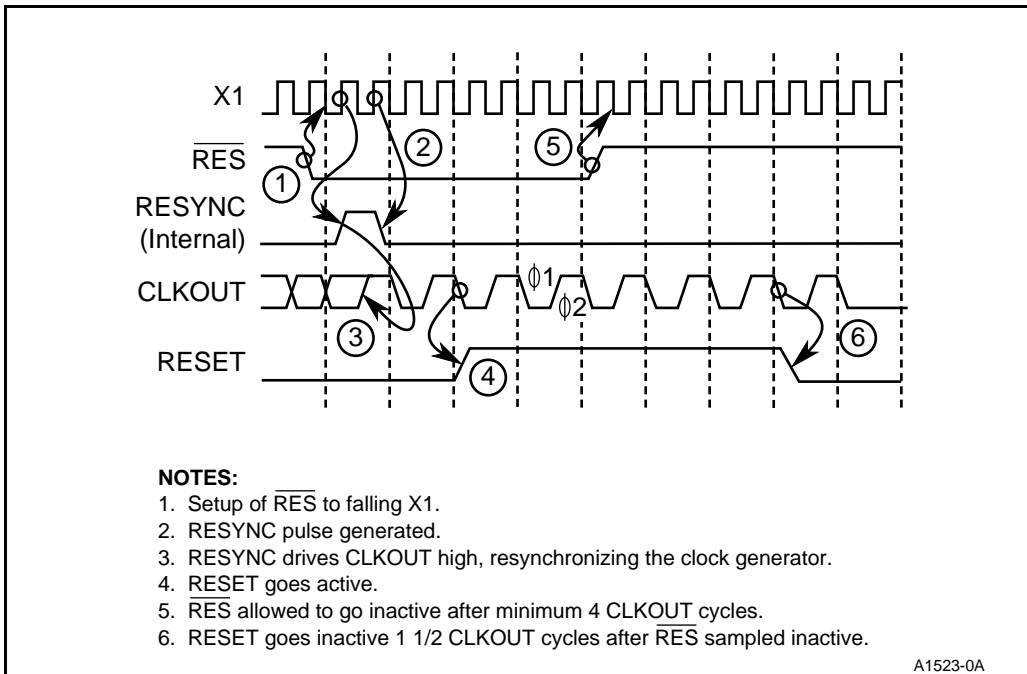 X1
RES
RESYNC
(Internal)
CLKOUT
RESET
1
2
3
4
5
6
ϕ1
ϕ2
NOTES:
1. Setup of RES to falling X1.
2. RESYNC pulse generated.
3. RESYNC drives CLKOUT high, resynchronizing the clock generator.
4. RESET goes active.
5. RES allowed to go inactive after minimum 4 CLKOUT cycles.
6. RESET goes inactive 1 1/2 CLKOUT cycles after RES sampled inactive.
A1523-0A